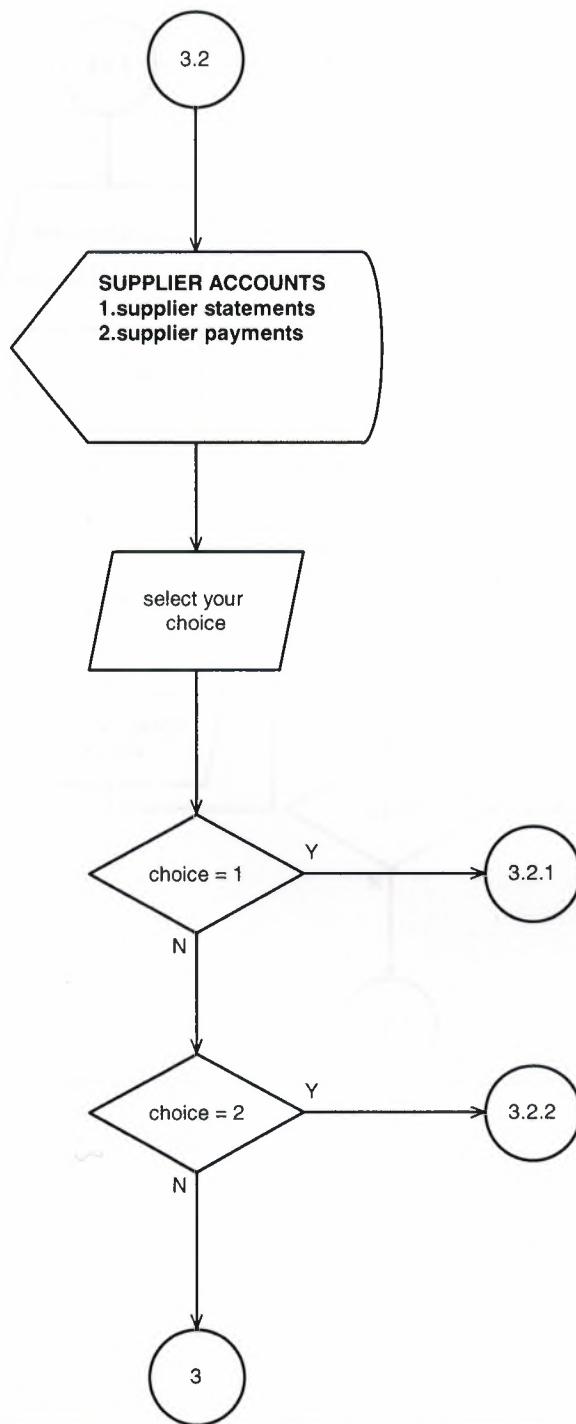 3.2
SUPPLIER ACCOUNTS
1.supplier statements
2.supplier payments
select your
choice
choice = 1
Y
3.2.1
N
choice = 2
Y
3.2.2
N
3